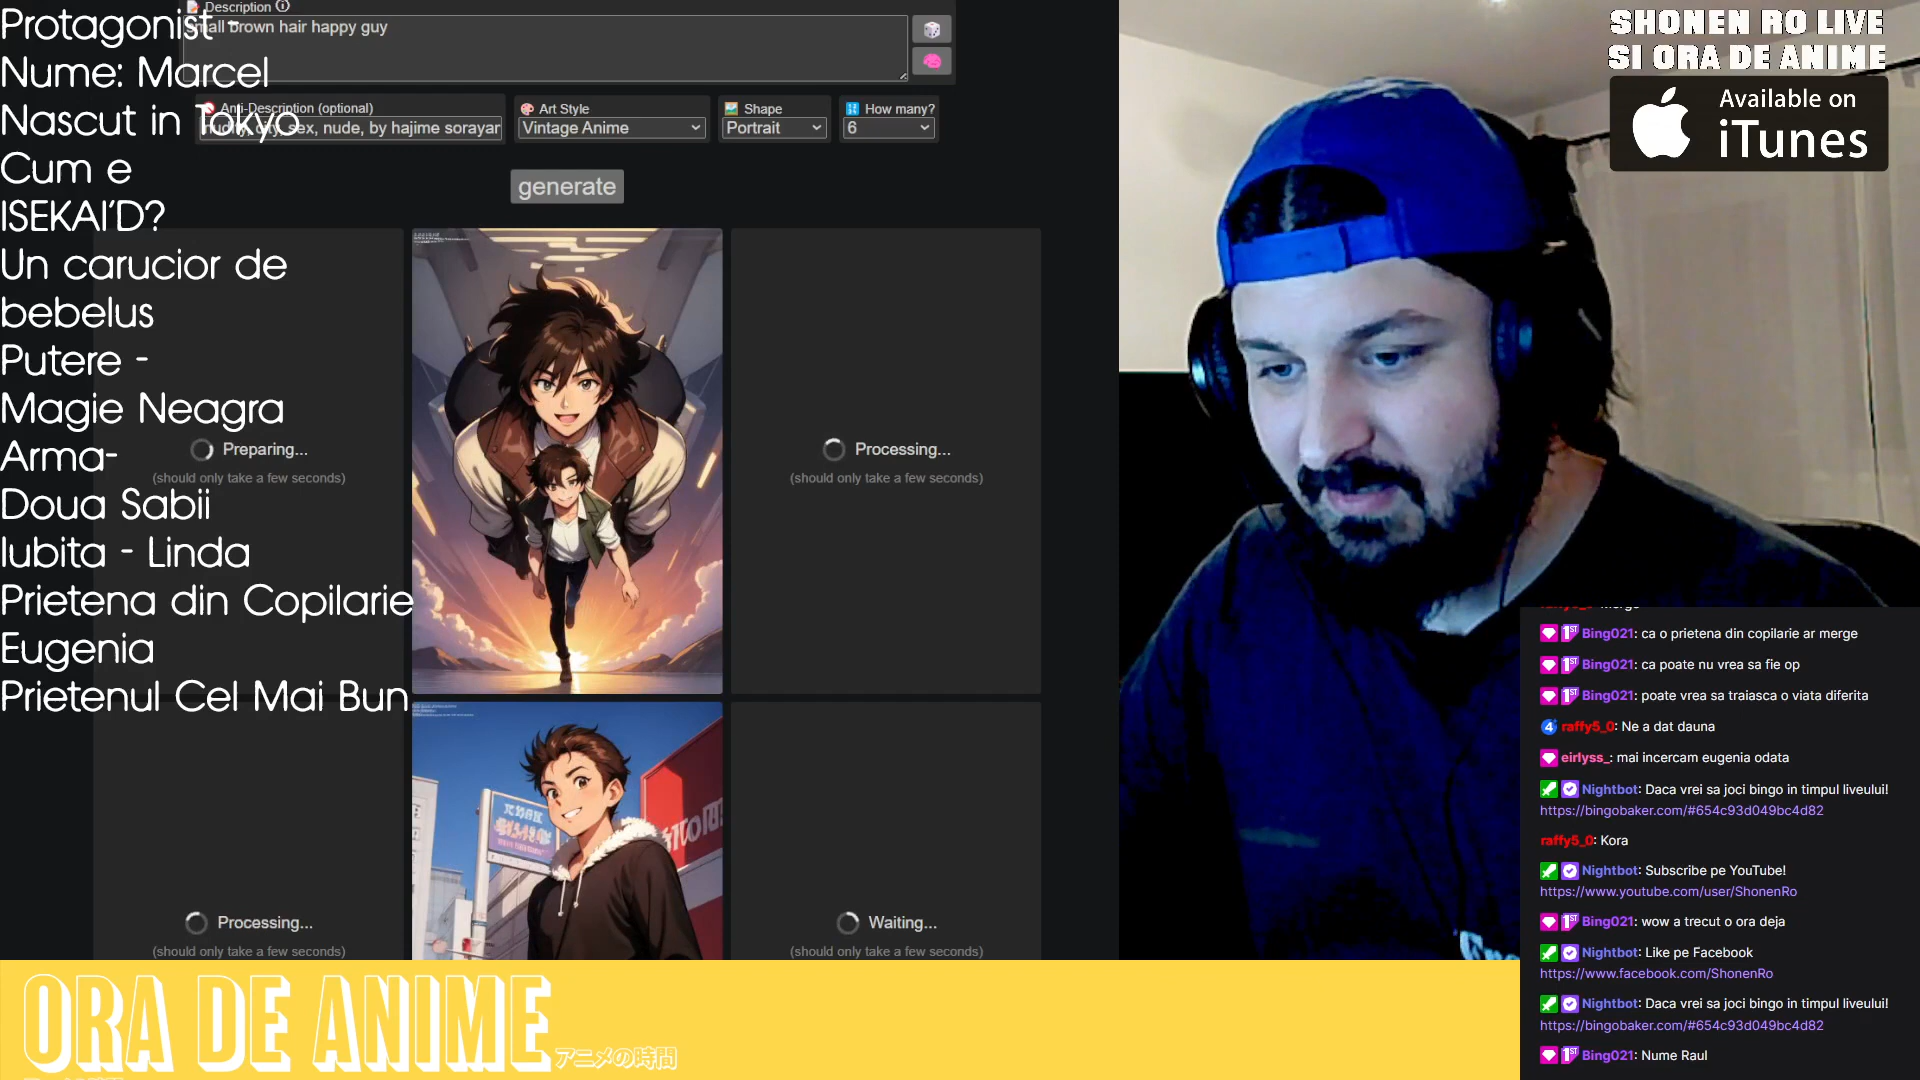 Protagonist -
Nume: Marcel
Nascut in Tokyo
Cum e
ISEKAI'D?
Un carucior de
bebelus
Putere -
Magie Neagra
Arma-
Doua Sabii
Iubita - Linda
Prietena din Copilarie
Eugenia
Prietenul Cel Mai Bun
Description
small brown hair happy guy
Anti-Description (optional)
sex, nude, by hajime sorayar
Art Style
Vintage Anime
Shape
Portrait
How many?
6
generate
Preparing...
(should only take a few seconds)
Processing...
(should only take a few seconds)
Processing...
(should only take a few seconds)
Waiting...
(should only take a few seconds)
SHONEN RO LIVE
SI ORA DE ANIME
Available on
iTunes
Bing021: ca o prietena din copilarie ar merge
Bing021: ca poate nu vrea sa fie op
Bing021: poate vrea sa traiasca o viata diferita
4 raffy5_0: Ne a dat dauna
eirlyss_: mai incercam eugenia odata
Nightbot: Daca vrei sa joci bingo in timpul liveului!
https://bingobaker.com/#654c93d049bc4d82
raffy5_0: Kora
Nightbot: Subscribe pe YouTube!
https://www.youtube.com/user/ShonenRo
Bing021: wow a trecut o ora deja
Nightbot: Like pe Facebook
https://www.facebook.com/ShonenRo
Nightbot: Daca vrei sa joci bingo in timpul liveului!
https://bingobaker.com/#654c93d049bc4d82
Bing021: Nume Raul
ORA DE ANIME
アニメの時間